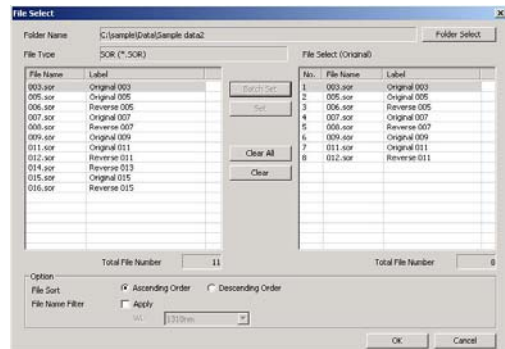 File Select
Folder Name C:\sample\Data\Sample data2 Folder Select
File Type SOR (*.SOR) File Select (Original)
File Name Label
003.sor Original 003
005.sor Original 005
006.sor Reverse 005
007.sor Original 007
008.sor Reverse 007
009.sor Original 009
011.sor Original 011
012.sor Reverse 011
014.sor Reverse 013
015.sor Original 015
016.sor Reverse 015
Total File Number 11
Batch Set
Set
Clear All
Clear
No. File Name Label
1 003.sor Original 003
2 005.sor Original 005
3 006.sor Reverse 005
4 007.sor Original 007
5 008.sor Reverse 007
6 009.sor Original 009
7 011.sor Original 011
8 012.sor Reverse 011
Total File Number 8
Option
File Sort Ascending Order Descending Order
File Name Filter Apply
WL 1310nm
OK Cancel